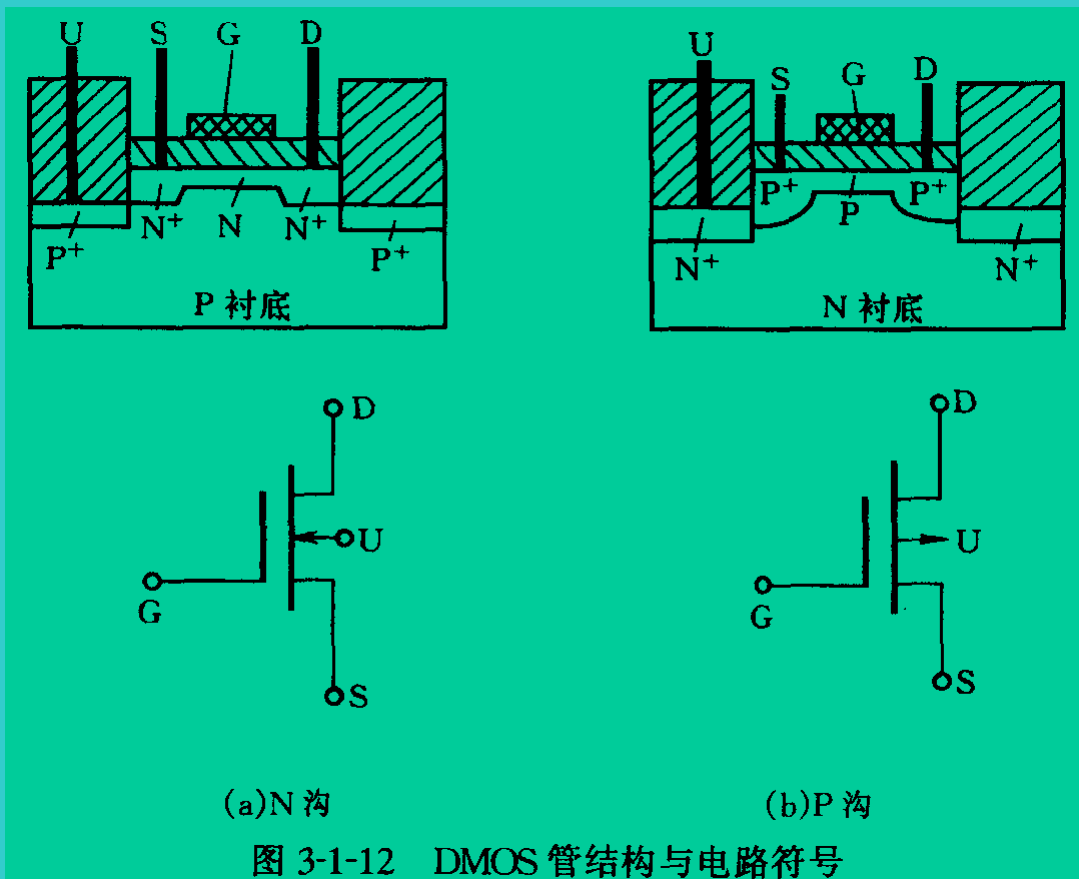 U S G D
N⁺ N N⁺
P⁺ P⁺
P 衬底
U S G D
P⁺ P P⁺
N⁺ N⁺
N 衬底
D
U
G
S
D
U
G
S
(a)N 沟
(b)P 沟
图 3-1-12 DMOS 管结构与电路符号